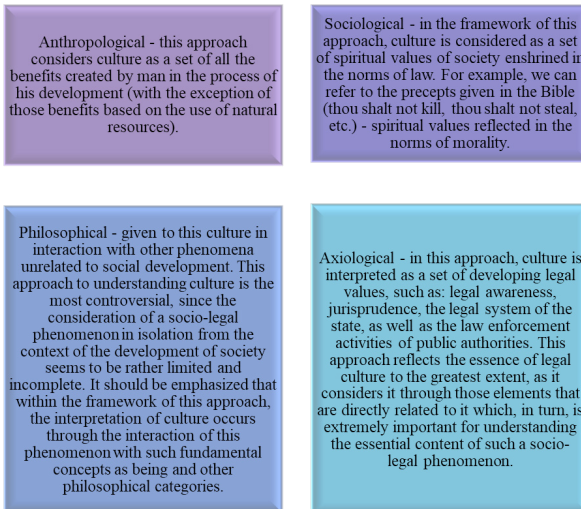 Anthropological - this approach
considers culture as a set of all the
benefits created by man in the process of
his development (with the exception of
those benefits based on the use of natural
resources).
Sociological - in the framework of this
approach, culture is considered as a set
of spiritual values of society enshrined in
the norms of law. For example, we can
refer to the precepts given in the Bible
(thou shalt not kill, thou shalt not steal,
etc.) - spiritual values reflected in the
norms of morality.
Philosophical - given to this culture in
interaction with other phenomena
unrelated to social development. This
approach to understanding culture is the
most controversial, since the
consideration of a socio-legal
phenomenon in isolation from the
context of the development of society
seems to be rather limited and
incomplete. It should be emphasized that
within the framework of this approach,
the interpretation of culture occurs
through the interaction of this
phenomenon with such fundamental
concepts as being and other
philosophical categories.
Axiological - in this approach, culture is
interpreted as a set of developing legal
values, such as: legal awareness,
jurisprudence, the legal system of the
state, as well as the law enforcement
activities of public authorities. This
approach reflects the essence of legal
culture to the greatest extent, as it
considers it through those elements that
are directly related to it which, in turn, is
extremely important for understanding
the essential content of such a socio-
legal phenomenon.